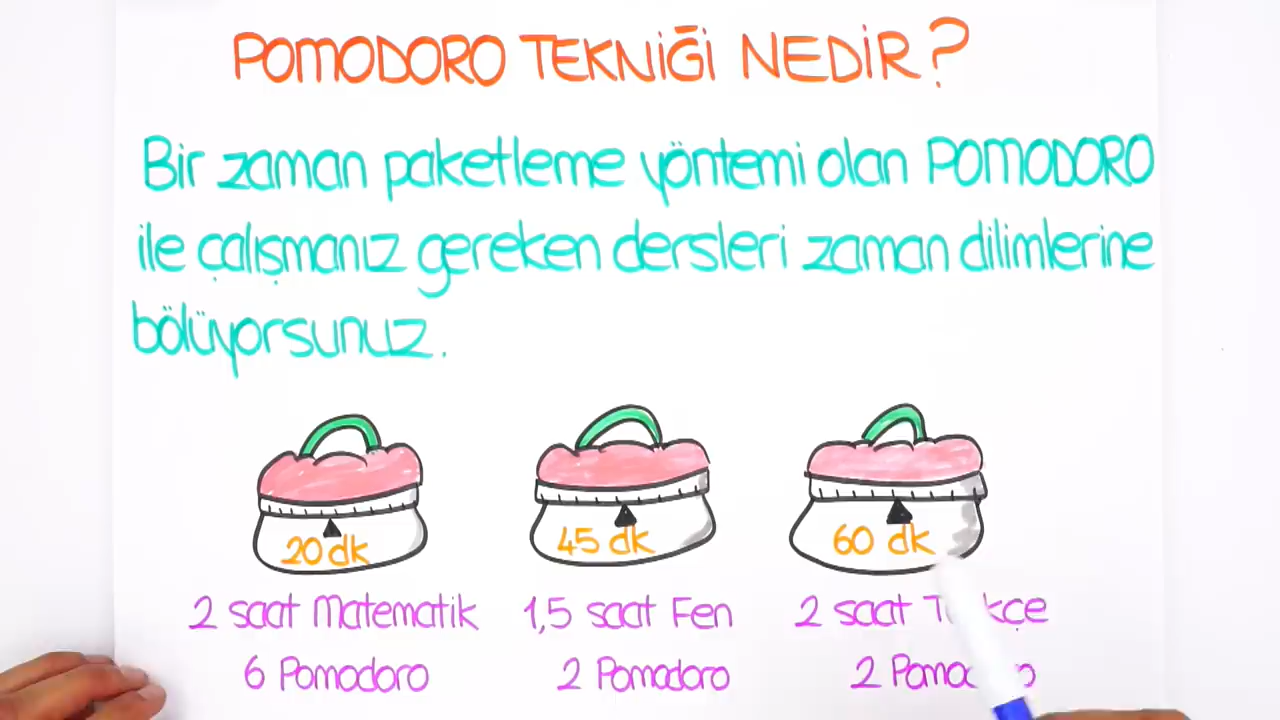 POMODORO TEKNİĞİ NEDİR?
Bir zaman paketleme yöntemi olan POMODORO
ile çalışmanız gereken dersleri zaman dilimlerine
bölüyorsunuz.
20 dk 45 dk 60 dk
2 saat Matematik 1,5 saat Fen 2 saat
6 Pomodoro 2 Pomodoro 2